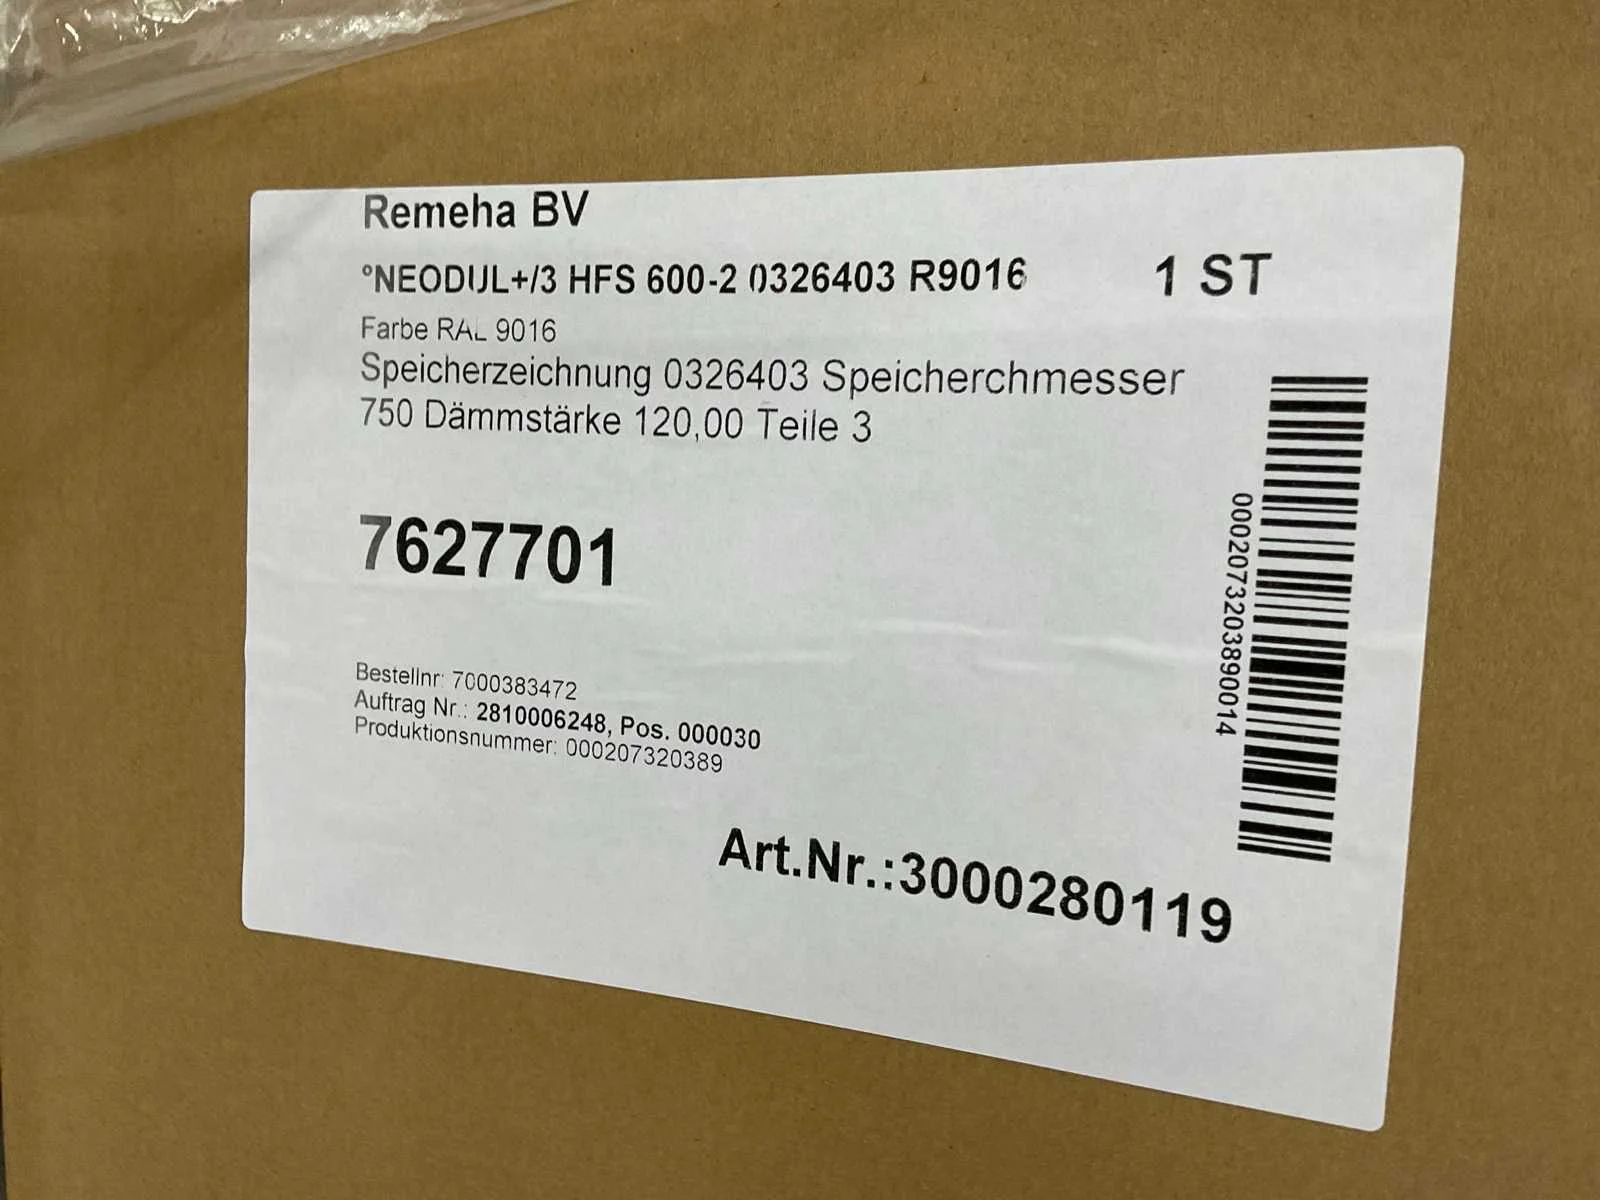 Remeha BV
°NEODUL+/3 HFS 600-2 0326403 R9016
1 ST
Farbe RAL 9016
Speicherzeichnung 0326403 Speicherchmesser
750 Dämmstärke 120,00 Teile 3
7627701
0002073203890014
Bestellnr: 7000383472
Auftrag Nr.: 2810006248, Pos. 000030
Produktionsnummer: 000207320389
Art.Nr.:3000280119